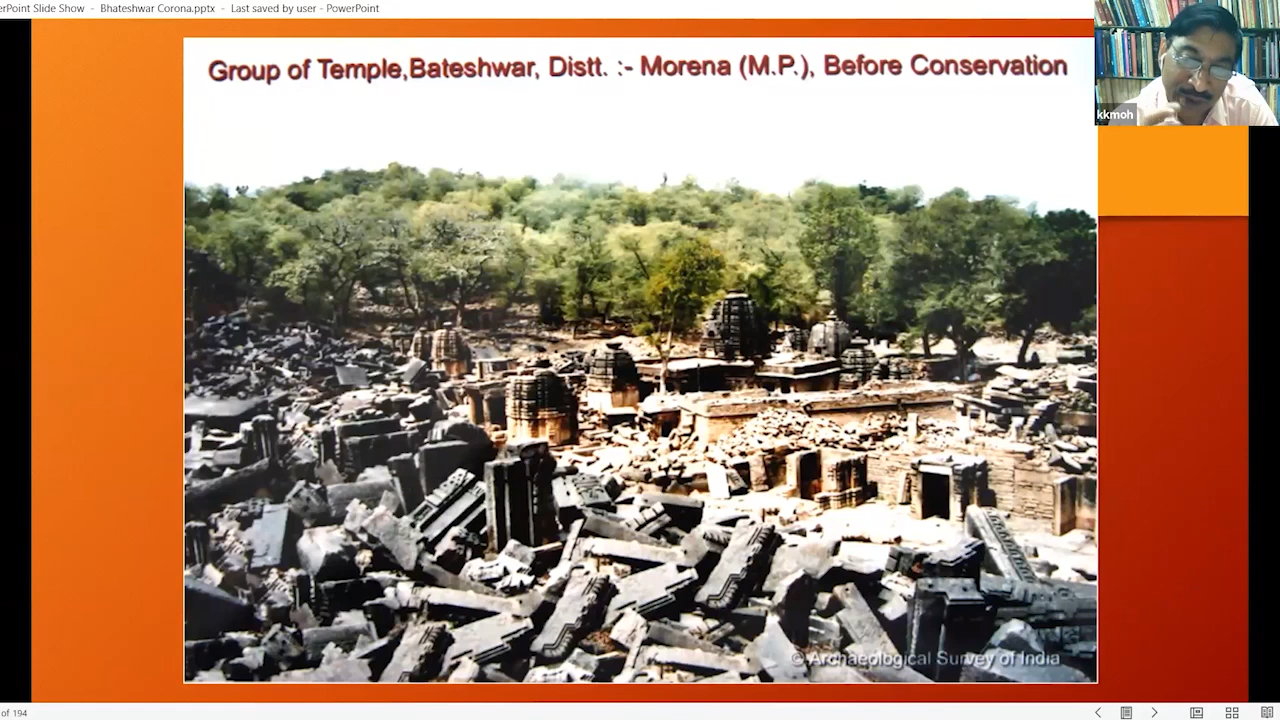 erPoint Slide Show - Bhateshwar Corona.pptx - Last saved by user - PowerPoint
kkmoh
Group of Temple,Bateshwar, Distt. :- Morena (M.P.), Before Conservation
© Archaeological Survey of India
of 194